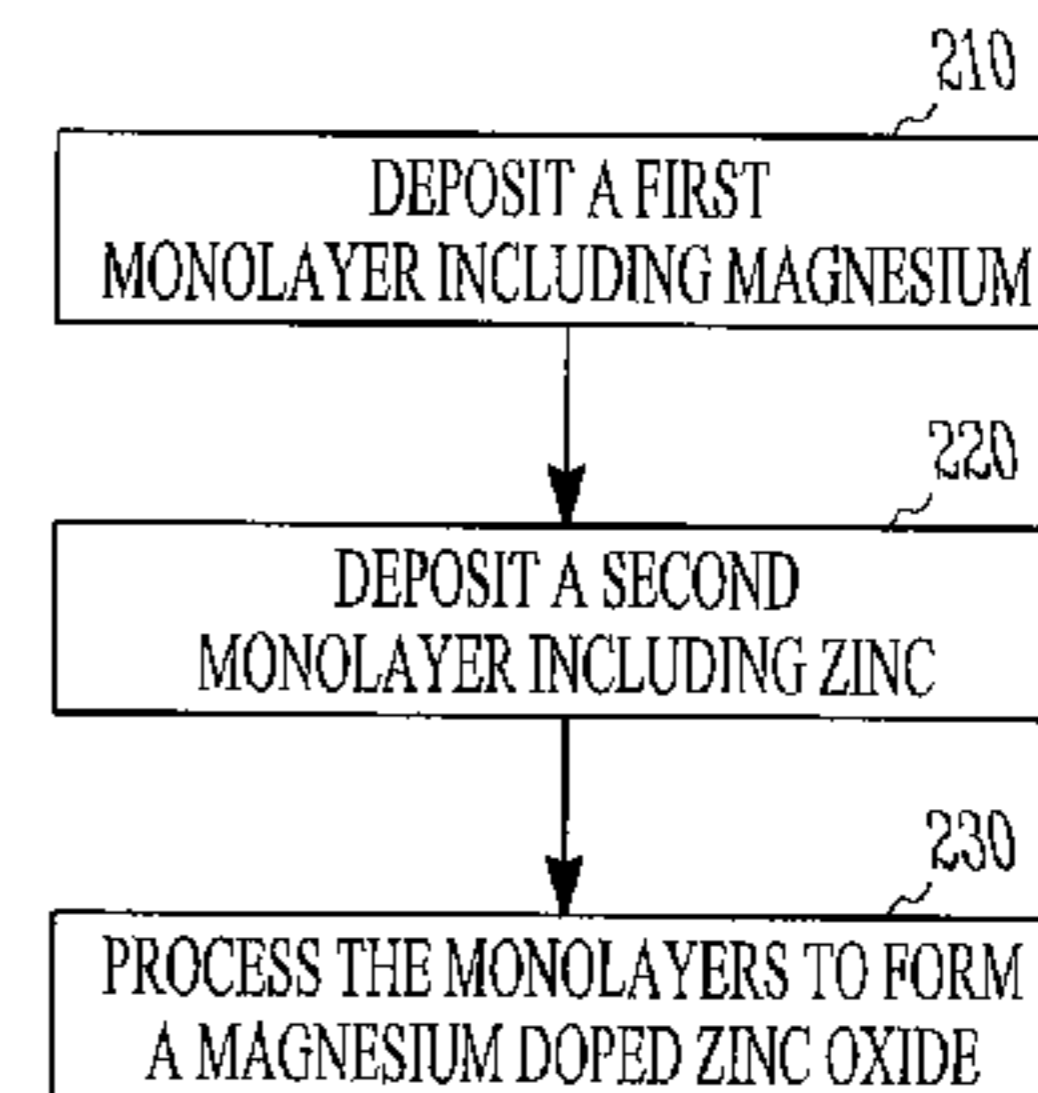 210
DEPOSIT A FIRST
MONOLAYER INCLUDING MAGNESIUM
220
DEPOSIT A SECOND
MONOLAYER INCLUDING ZINC
230
PROCESS THE MONOLAYERS TO FORM
A MAGNESIUM DOPED ZINC OXIDE